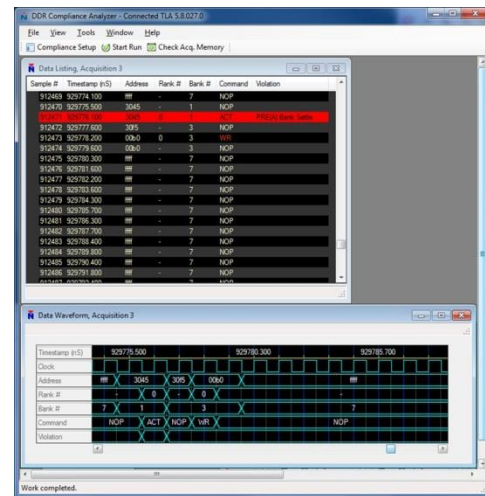 DDR Compliance Analyzer - Connected TLA 5.8.027.0
File View Tools Window Help
Compliance Setup Start Run Check Acq. Memory
Data Listing, Acquisition 3
Sample # Timestamp (nS) Address Rank # Bank # Command Violation
912469 929774.100 ffff - 7 NOP
912470 929775.500 3045 - 1 NOP
912471 929776.100 3045 0 1 ACT PRE(A) Bank Settle
912472 929777.600 30f5 - 3 NOP
912473 929778.200 00b0 0 3 WR
912474 929779.600 00b0 - 3 NOP
912475 929780.300 ffff - 7 NOP
912476 929781.600 ffff - 7 NOP
912477 929782.200 ffff - 7 NOP
912478 929783.600 ffff - 7 NOP
912479 929784.300 ffff - 7 NOP
912480 929785.700 ffff - 7 NOP
912481 929786.300 ffff - 7 NOP
912482 929787.700 ffff - 7 NOP
912483 929788.400 ffff - 7 NOP
912484 929789.800 ffff - 7 NOP
912485 929790.400 ffff - 7 NOP
912486 929791.800 ffff - 7 NOP
Data Waveform, Acquisition 3
Timestamp (nS) 929775.500 929780.300 929785.700
Clock
Address ffff 3045 30f5 00b0 ffff
Rank # - 0 - 0 -
Bank # 7 1 3 7
Command NOP ACT NOP WR NOP
Violation
Work completed.